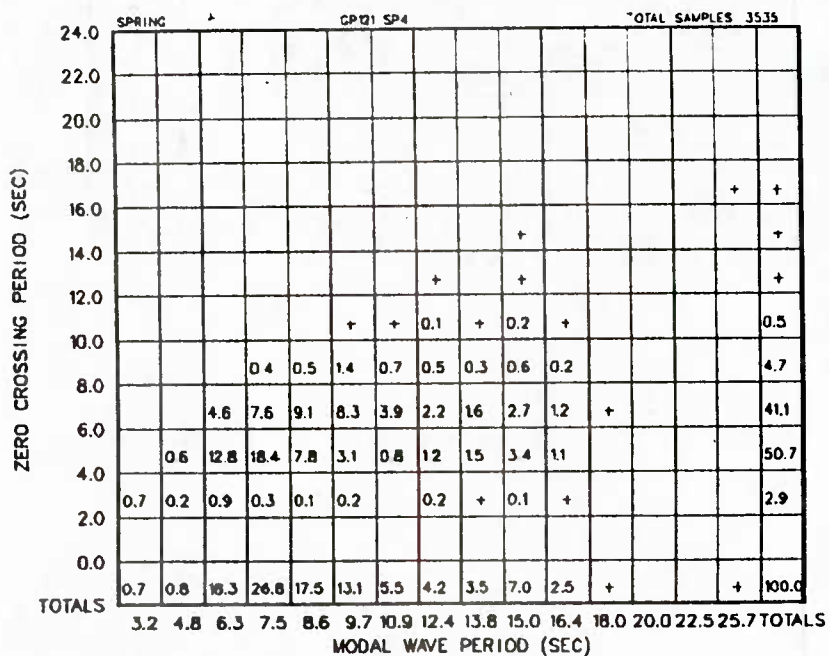 SPRING + GP121 SP4 TOTAL SAMPLES 3535
24.0
22.0
20.0
18.0
+ +
16.0
+ +
14.0
+ + +
12.0
+ + 0.1 + 0.2 + 0.5
10.0
0.4 0.5 1.4 0.7 0.5 0.3 0.6 0.2 4.7
8.0
4.6 7.6 9.1 8.3 3.9 2.2 1.6 2.7 1.2 + 41.1
6.0
0.6 12.8 18.4 7.8 3.1 0.8 1.2 1.5 3.4 1.1 50.7
4.0
0.7 0.2 0.9 0.3 0.1 0.2 0.2 + 0.1 + 2.9
2.0
0.0
0.7 0.8 18.3 26.8 17.5 13.1 5.5 4.2 3.5 7.0 2.5 + + 100.0
TOTALS
3.2 4.8 6.3 7.5 8.6 9.7 10.9 12.4 13.8 15.0 16.4 18.0 20.0 22.5 25.7 TOTALS
MODAL WAVE PERIOD (SEC)
ZERO CROSSING PERIOD (SEC)